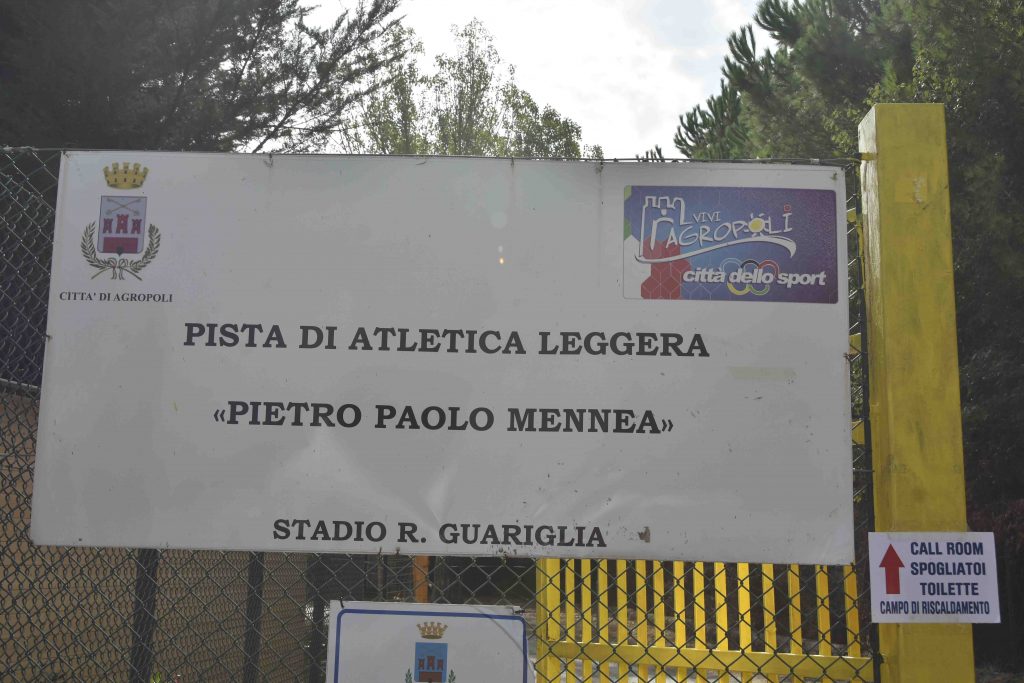 CITTA' DI AGROPOLI
VIVI
AGROPOLI
città dello sport
PISTA DI ATLETICA LEGGERA
«PIETRO PAOLO MENNEA»
STADIO R. GUARIGLIA
CALL ROOM
SPOGLIATOI
TOILETTE
CAMPO DI RISCALDAMENTO